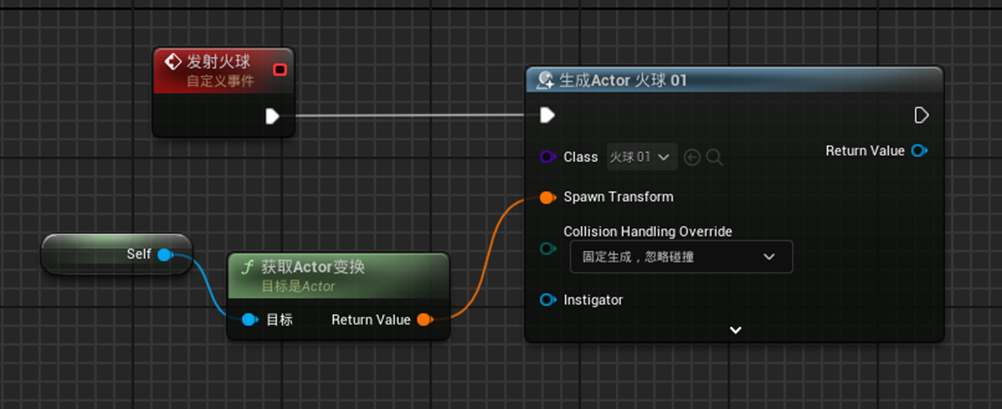 发射火球
自定义事件
生成Actor 火球 01
Class
火球 01
Return Value
Spawn Transform
Collision Handling Override
固定生成，忽略碰撞
Instigator
Self
获取Actor变换
目标是Actor
目标
Return Value